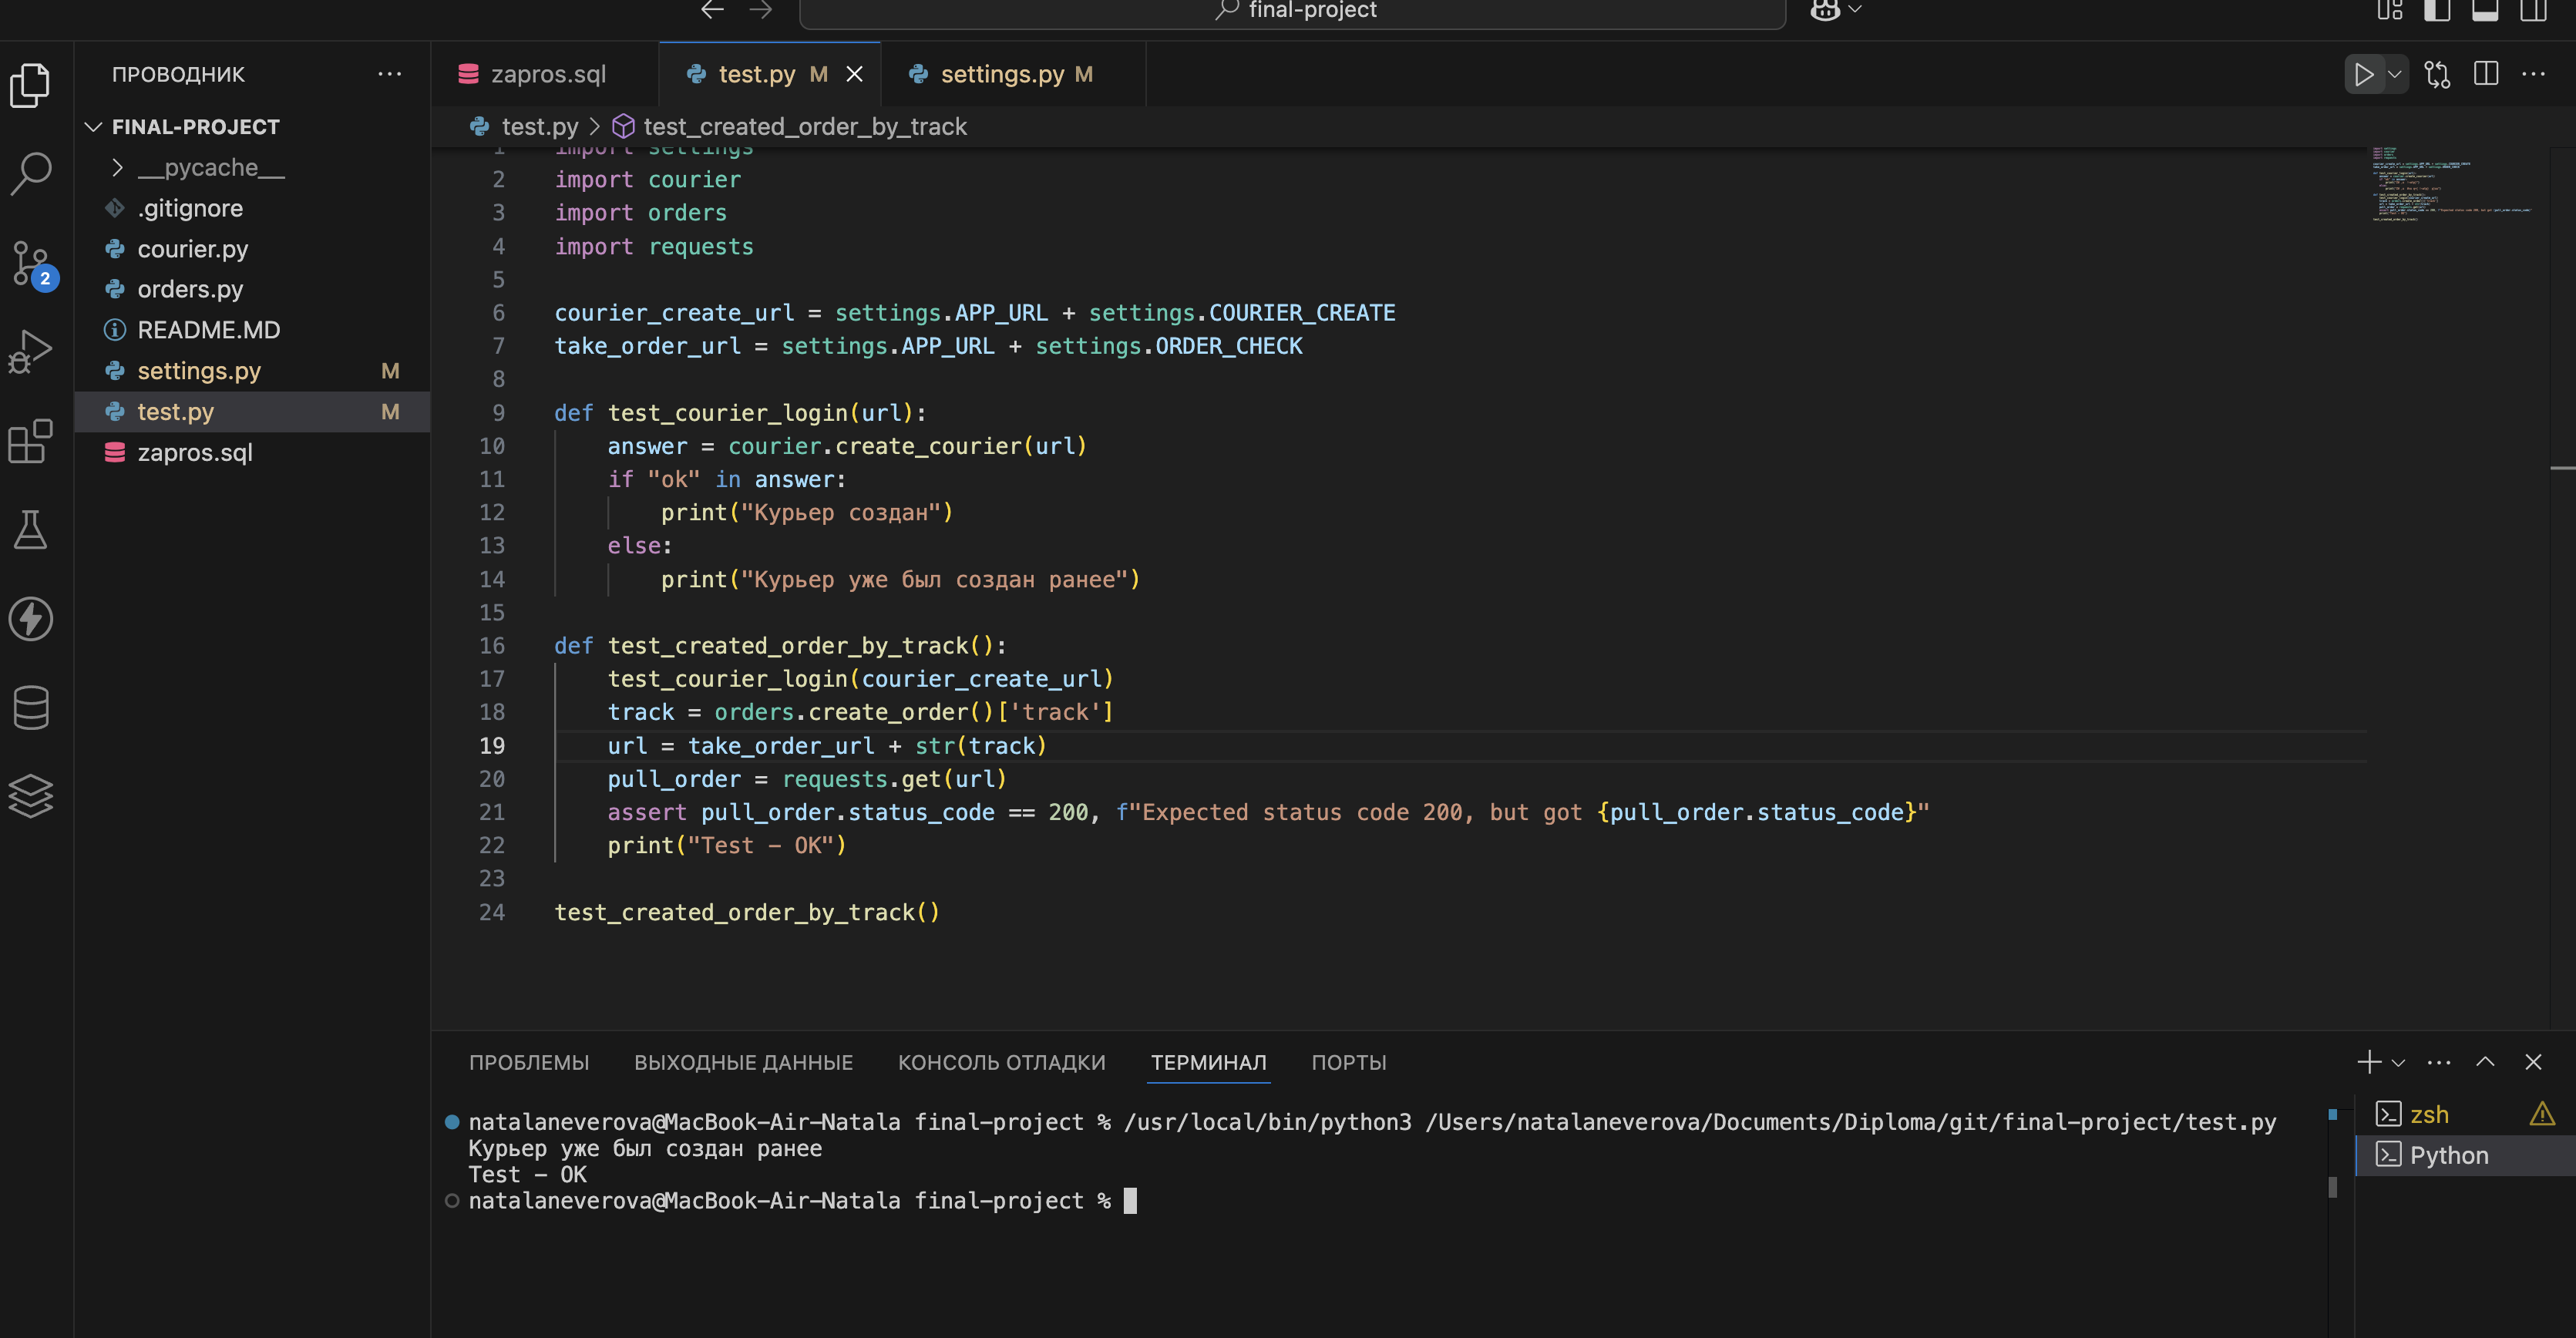 final-project
ПРОВОДНИК
FINAL-PROJECT
__pycache__
.gitignore
courier.py
orders.py
README.MD
settings.py M
test.py M
zapros.sql
2
zapros.sql
test.py M
settings.py M
test.py > test_created_order_by_track
1 import settings
2 import courier
3 import orders
4 import requests
5
6 courier_create_url = settings.APP_URL + settings.COURIER_CREATE
7 take_order_url = settings.APP_URL + settings.ORDER_CHECK
8
9 def test_courier_login(url):
10 answer = courier.create_courier(url)
11 if "ok" in answer:
12 print("Курьер создан")
13 else:
14 print("Курьер уже был создан ранее")
15
16 def test_created_order_by_track():
17 test_courier_login(courier_create_url)
18 track = orders.create_order()['track']
19 url = take_order_url + str(track)
20 pull_order = requests.get(url)
21 assert pull_order.status_code == 200, f"Expected status code 200, but got {pull_order.status_code}"
22 print("Test - OK")
23
24 test_created_order_by_track()
ПРОБЛЕМЫ
ВЫХОДНЫЕ ДАННЫЕ
КОНСОЛЬ ОТЛАДКИ
ТЕРМИНАЛ
ПОРТЫ
natalaneverova@MacBook-Air-Natala final-project % /usr/local/bin/python3 /Users/natalaneverova/Documents/Diploma/git/final-project/test.py
Курьер уже был создан ранее
Test - OK
natalaneverova@MacBook-Air-Natala final-project %
zsh
Python